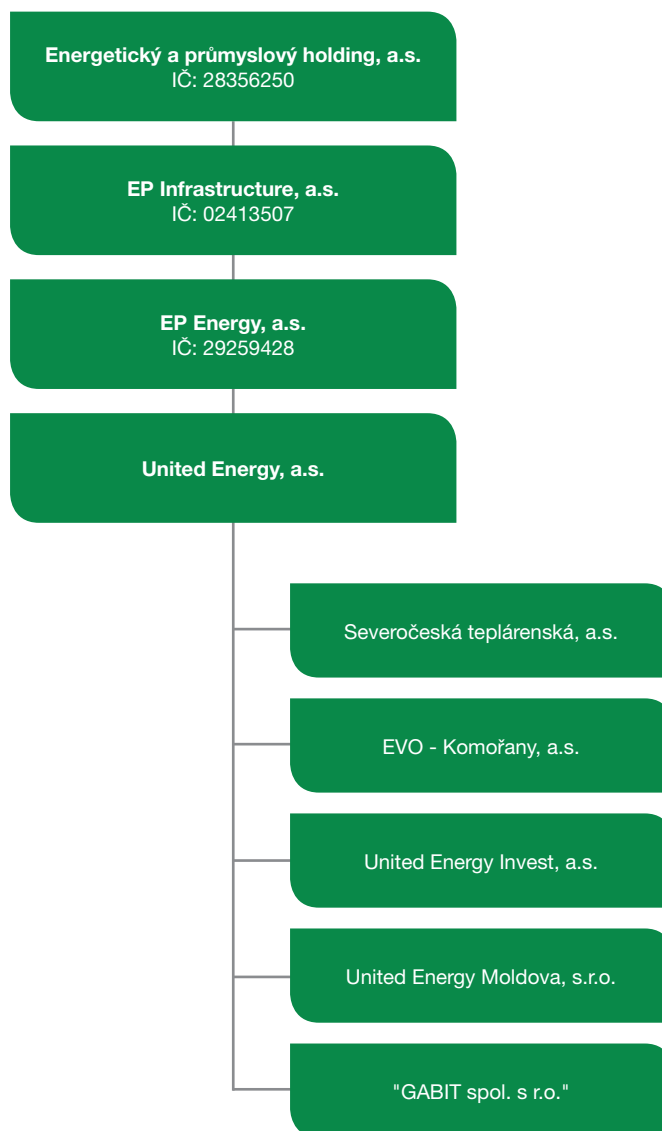 Energetický a průmyslový holding, a.s.
IČ: 28356250
EP Infrastructure, a.s.
IČ: 02413507
EP Energy, a.s.
IČ: 29259428
United Energy, a.s.
Severočeská teplárenská, a.s.
EVO - Komořany, a.s.
United Energy Invest, a.s.
United Energy Moldova, s.r.o.
"GABIT spol. s r.o."